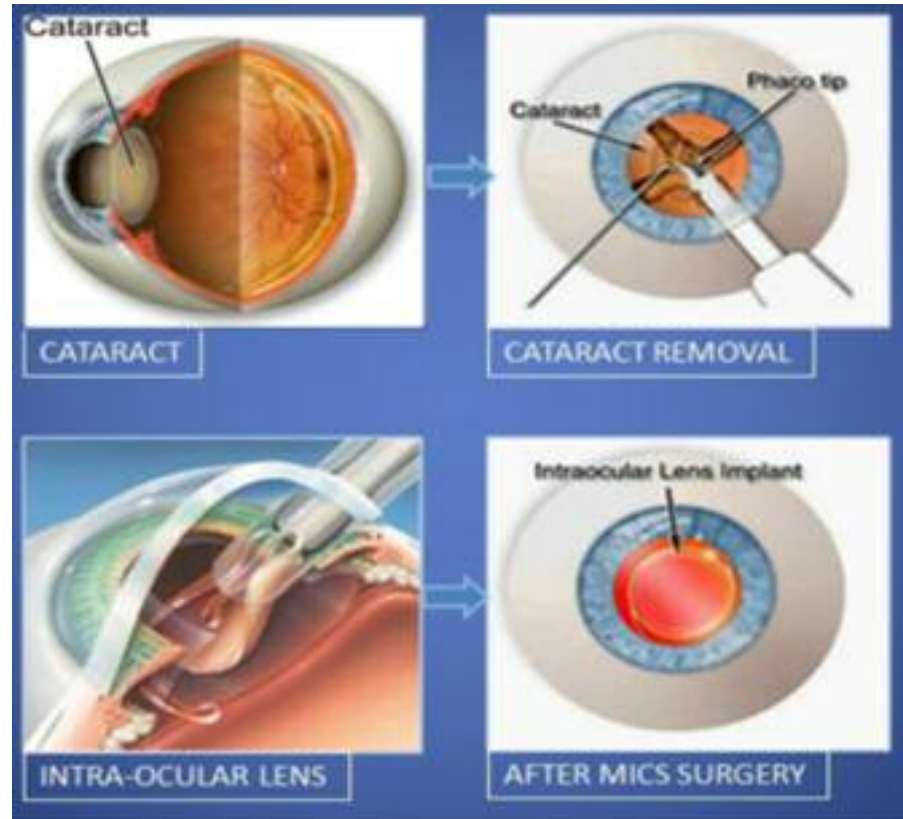 Cataract
Phaco tip
Cataract
CATARACT
CATARACT REMOVAL
Intraocular Lens Implant
INTRA-OCULAR LENS
AFTER MICS SURGERY